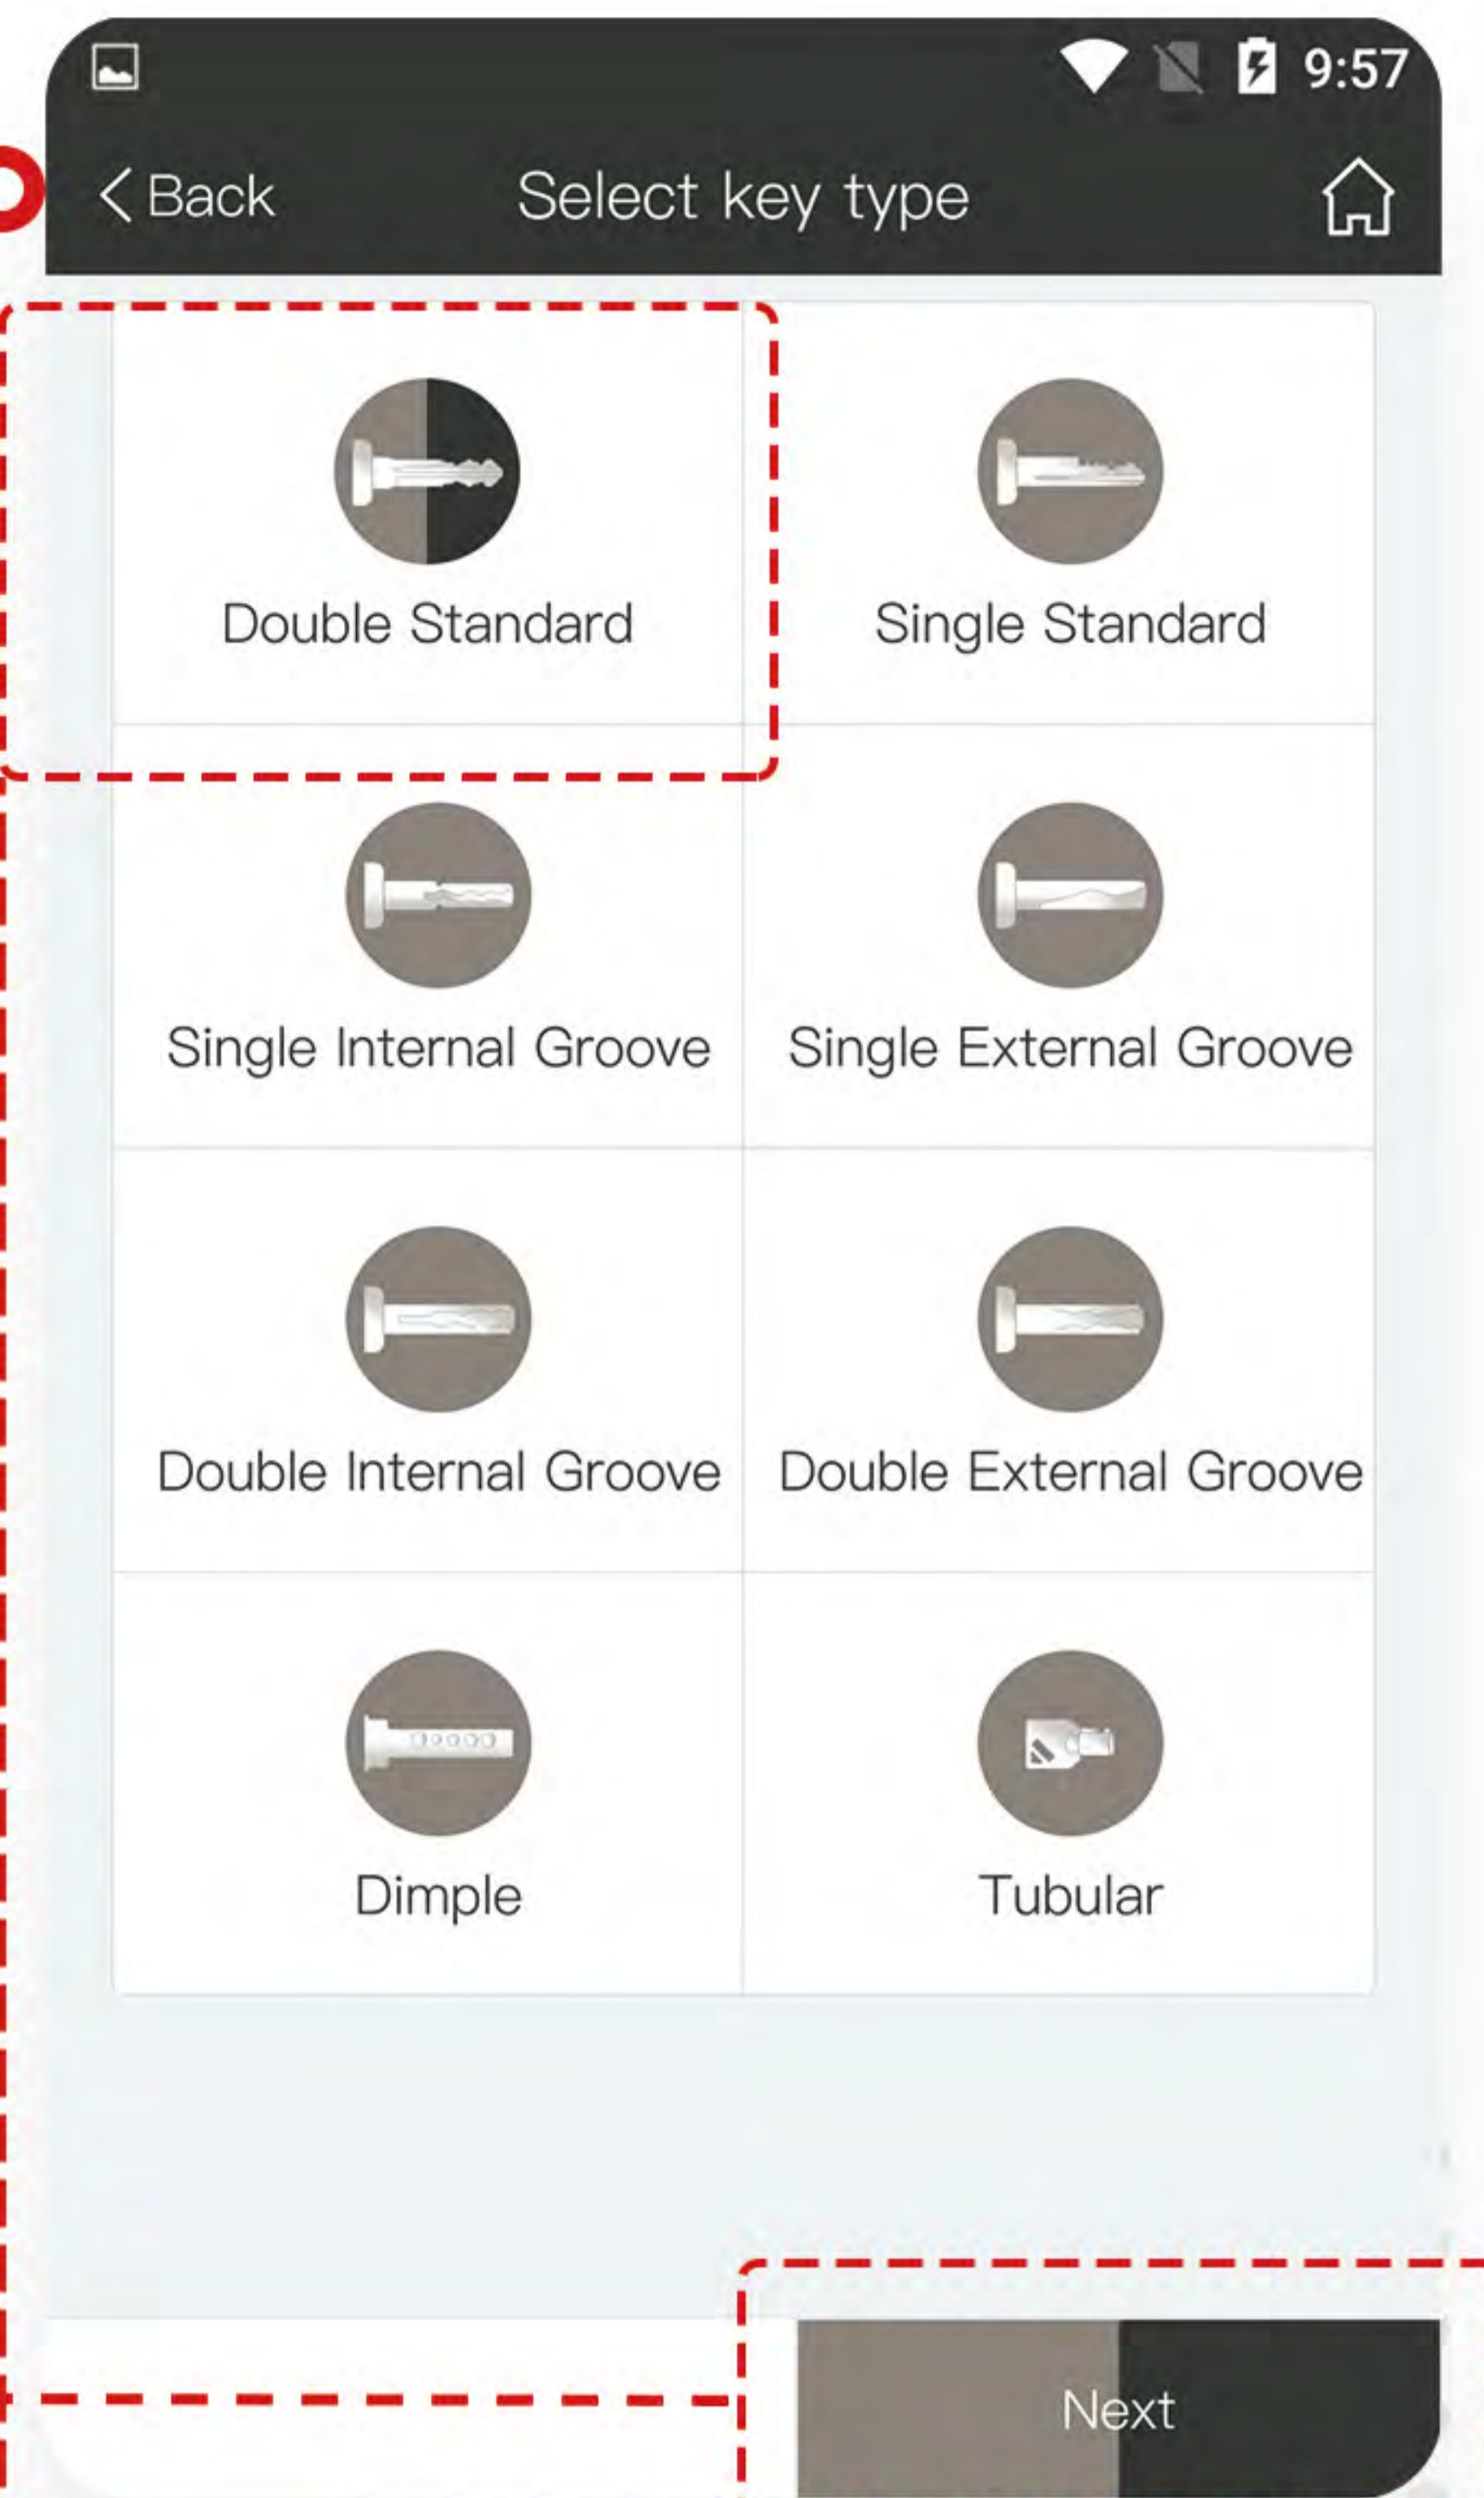 9:57
Back Select key type
Double Standard Single Standard
Single Internal Groove Single External Groove
Double Internal Groove Double External Groove
Dimple Tubular
Next